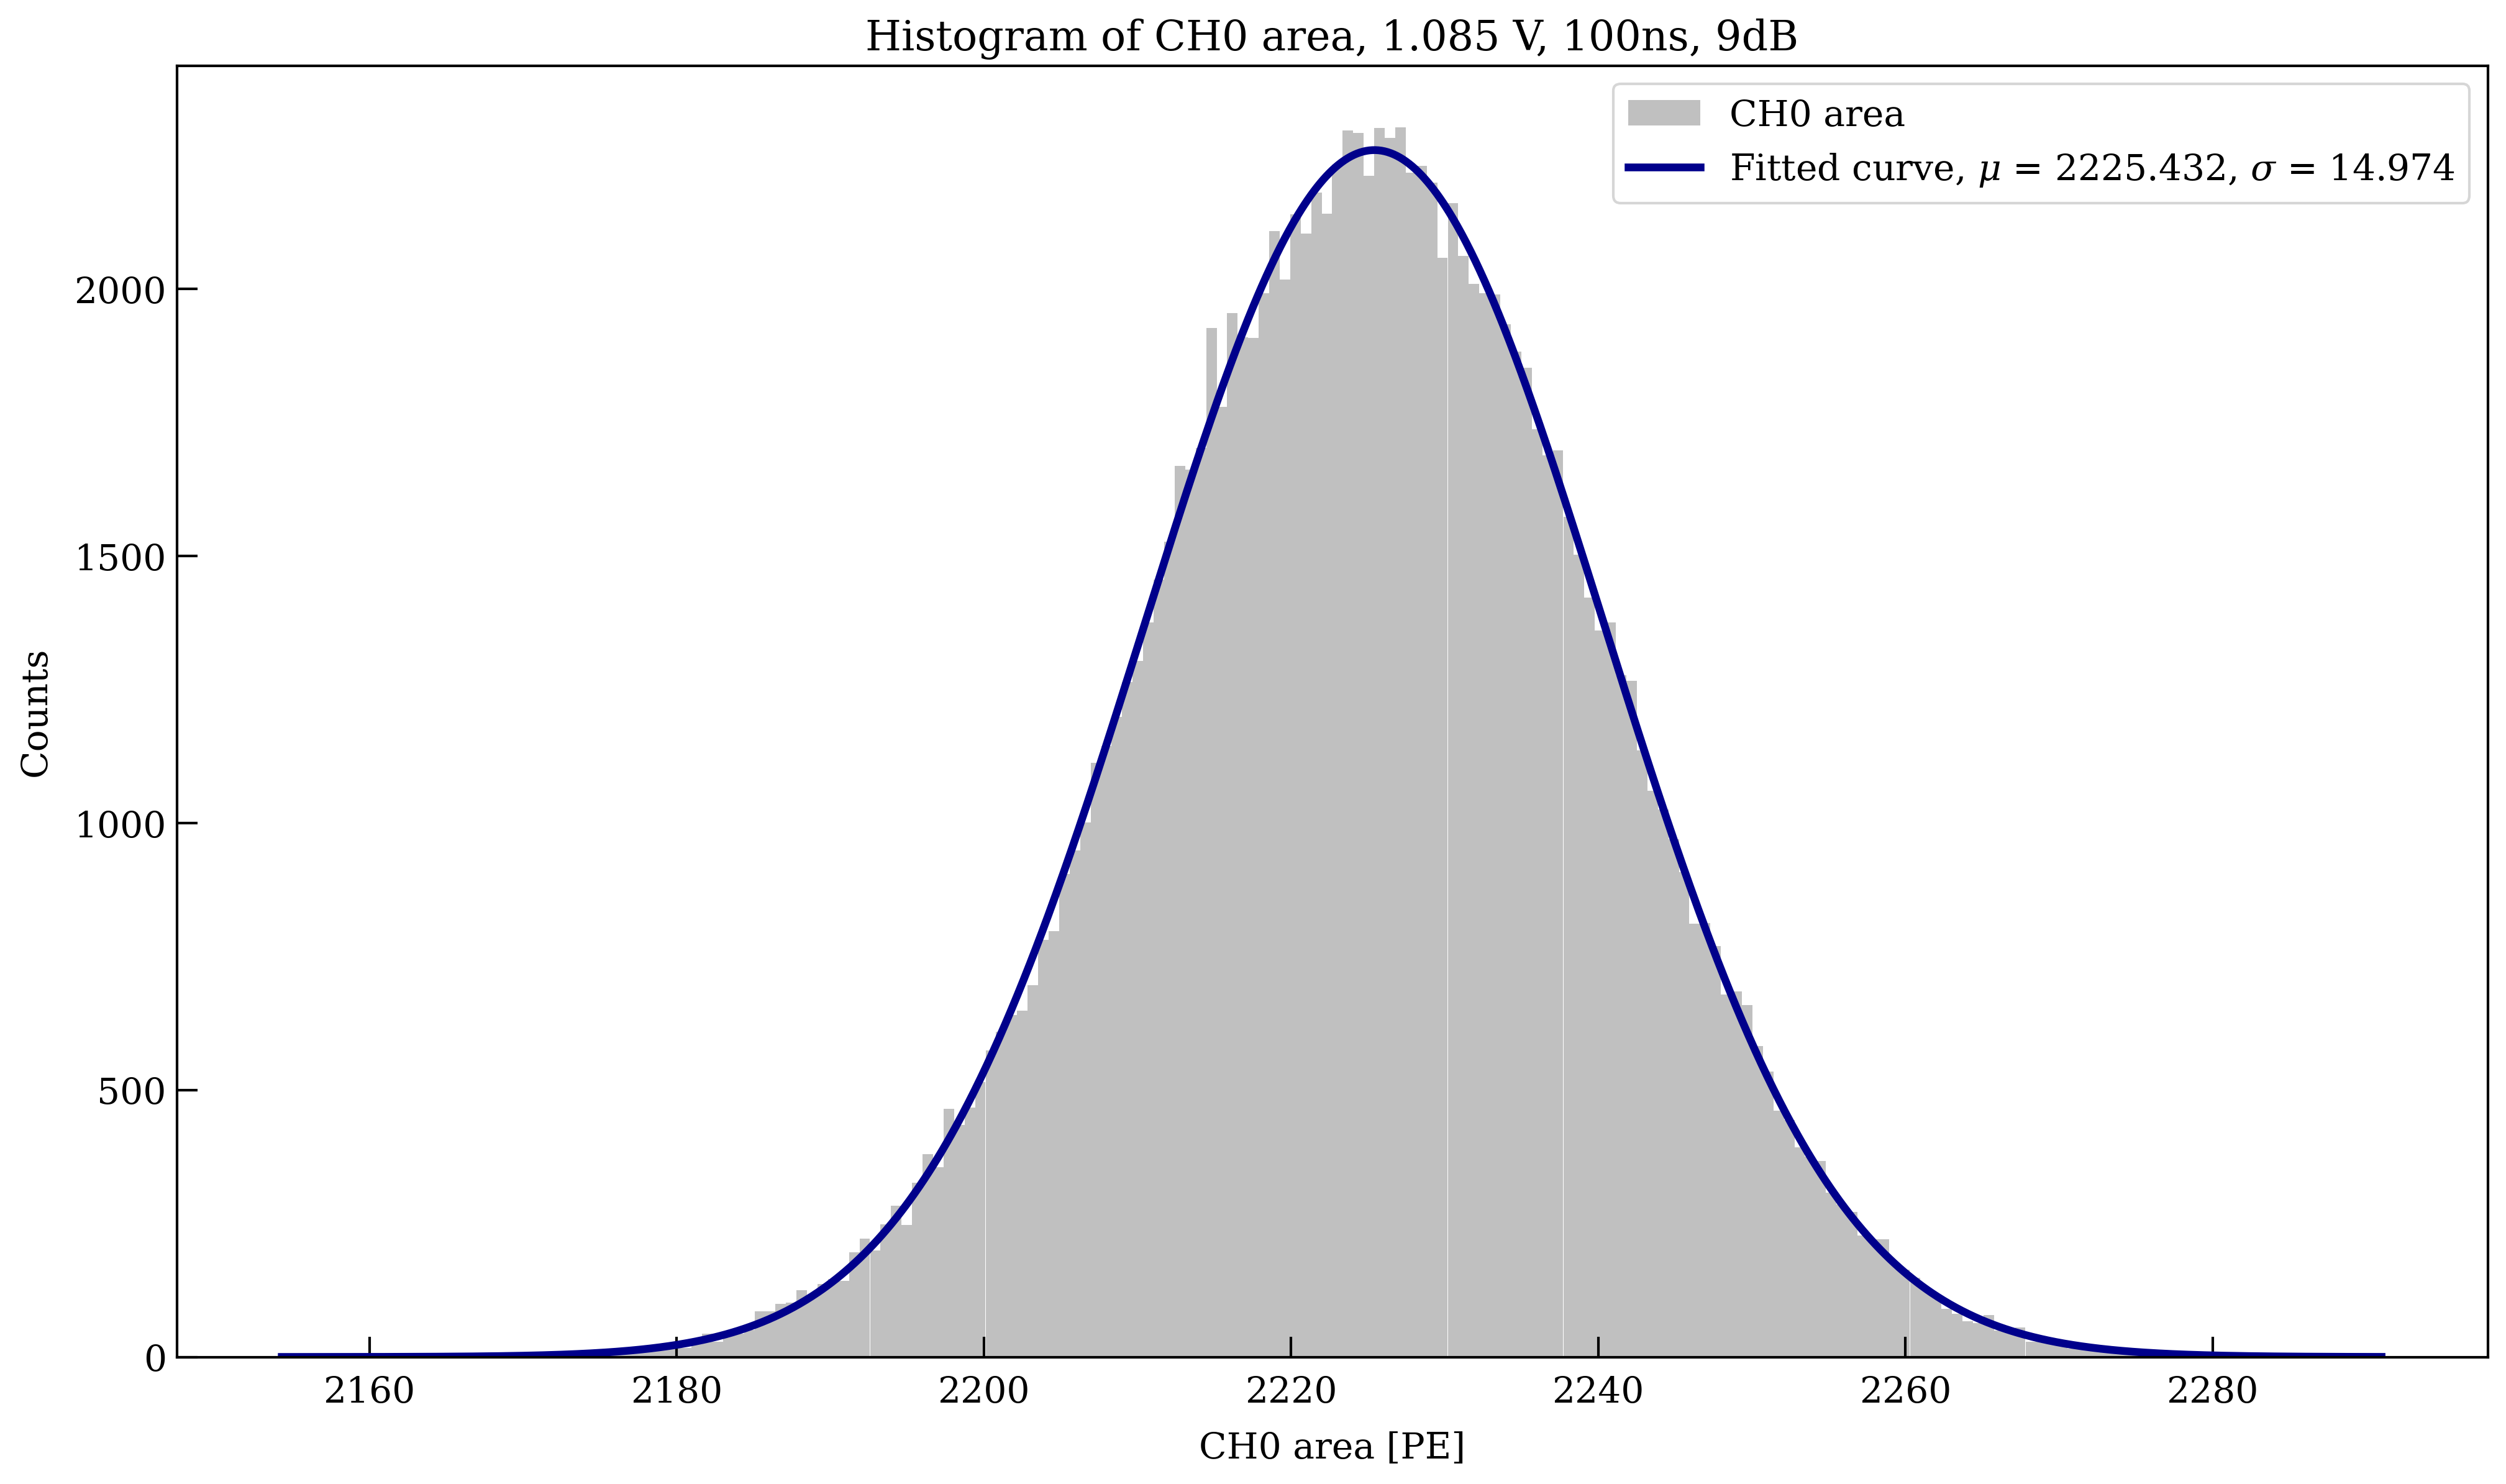 Histogram of CH0 area, 1.085 V, 100ns, 9dB
CH0 area
Fitted curve, μ = 2225.432, σ = 14.974
Counts
2000
1500
1000
500
0
2160 2180 2200 2220 2240 2260 2280
CH0 area [PE]